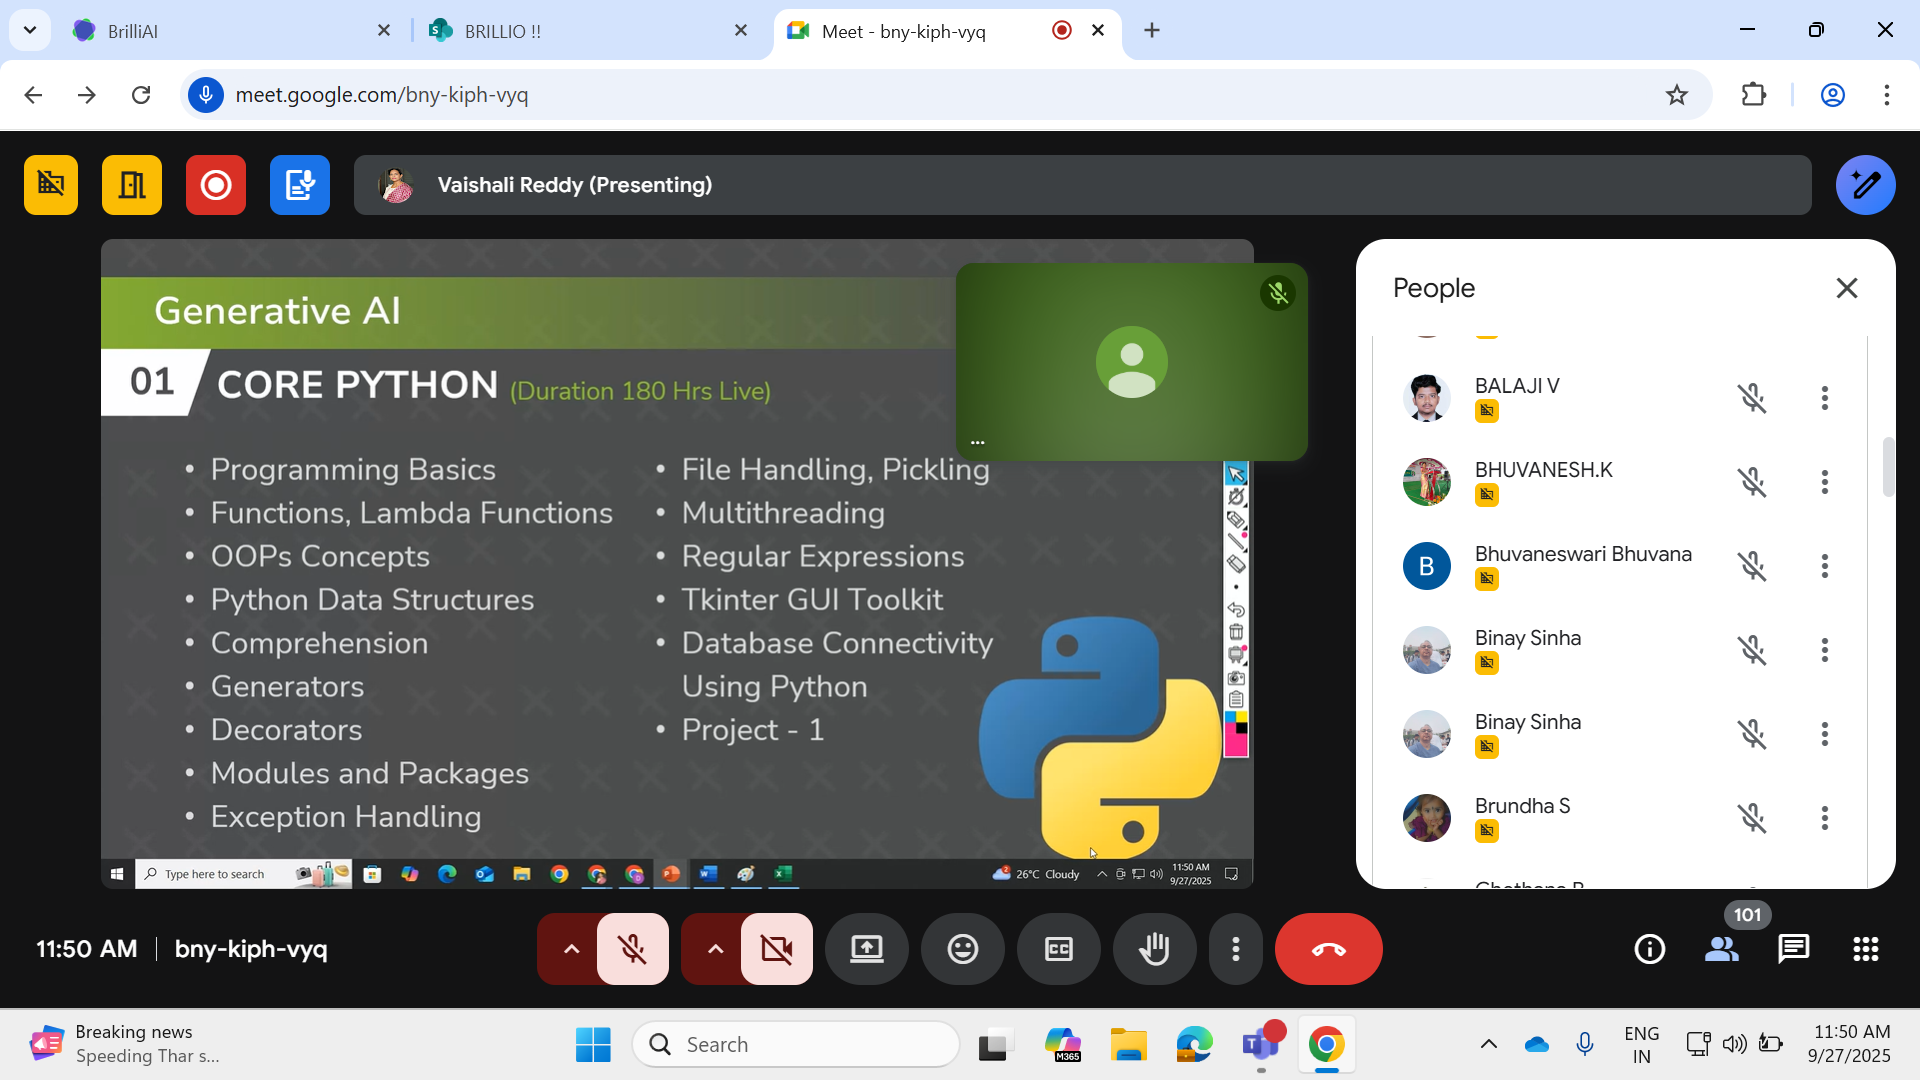 BrilliAI
BRILLIO !!
Meet - bny-kiph-vyq
meet.google.com/bny-kiph-vyq
Vaishali Reddy (Presenting)
Generative AI
01
CORE PYTHON (Duration 180 Hrs Live)
• Programming Basics
• Functions, Lambda Functions
• OOPs Concepts
• Python Data Structures
• Comprehension
• Generators
• Decorators
• Modules and Packages
• Exception Handling
• File Handling, Pickling
• Multithreading
• Regular Expressions
• Tkinter GUI Toolkit
• Database Connectivity
Using Python
• Project - 1
...
Type here to search
26°C Cloudy
11:50 AM
9/27/2025
People
BALAJI V
BHUVANESH.K
B
Bhuvaneswari Bhuvana
Binay Sinha
Binay Sinha
Brundha S
11:50 AM
bny-kiph-vyq
CC
101
Breaking news
Speeding Thar s...
Search
M365
ENG
IN
11:50 AM
9/27/2025